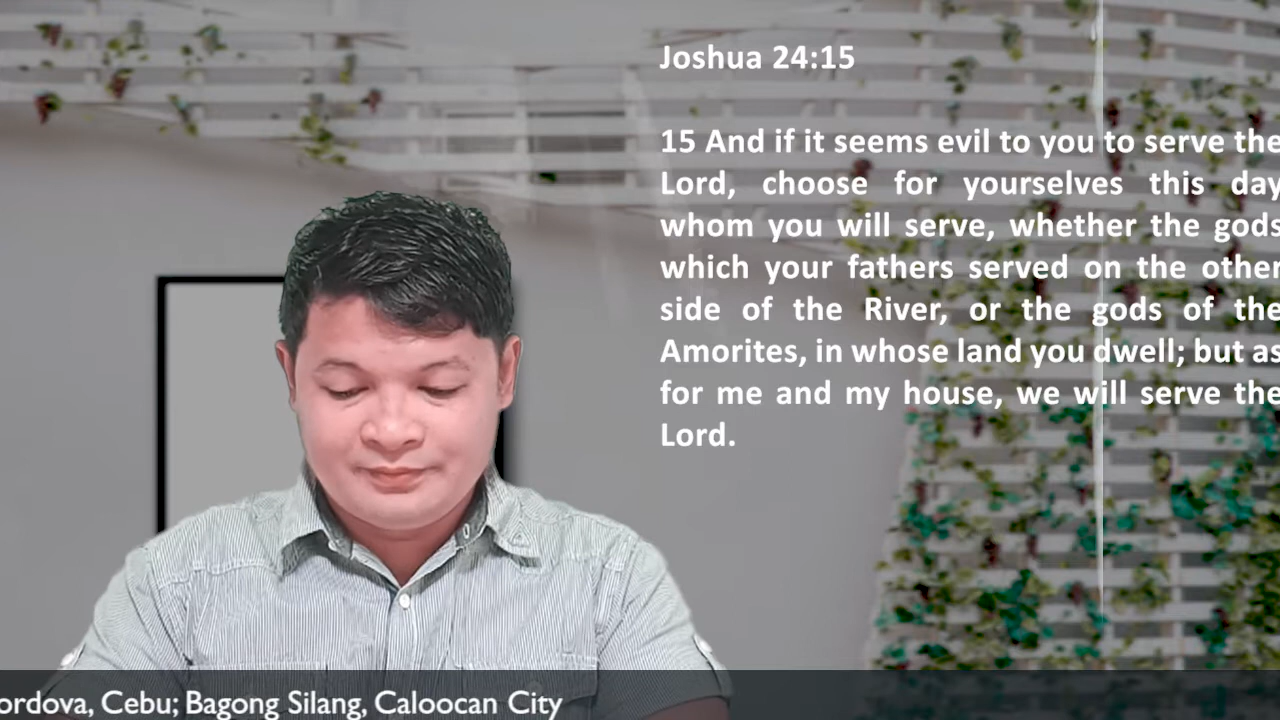 Joshua 24:15
15 And if it seems evil to you to serve the
Lord, choose for yourselves this day
whom you will serve, whether the gods
which your fathers served on the other
side of the River, or the gods of the
Amorites, in whose land you dwell; but as
for me and my house, we will serve the
Lord.
ordova, Cebu; Bagong Silang, Caloocan City